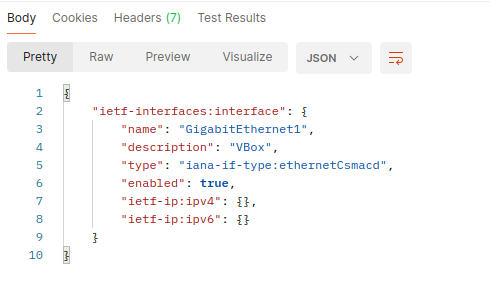 Body Cookies Headers (7) Test Results
Pretty Raw Preview Visualize JSON
1 {
2 "ietf-interfaces:interface": {
3 "name": "GigabitEthernet1",
4 "description": "VBox",
5 "type": "iana-if-type:ethernetCsmacd",
6 "enabled": true,
7 "ietf-ip:ipv4": {},
8 "ietf-ip:ipv6": {}
9 }
10 }